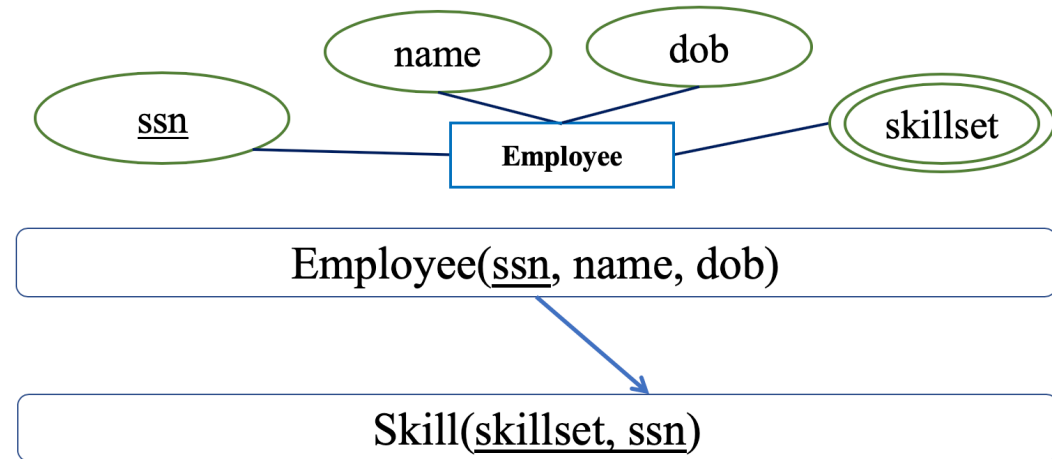 name
dob
ssn
skillset
Employee
Employee(ssn, name, dob)
Skill(skillset, ssn)